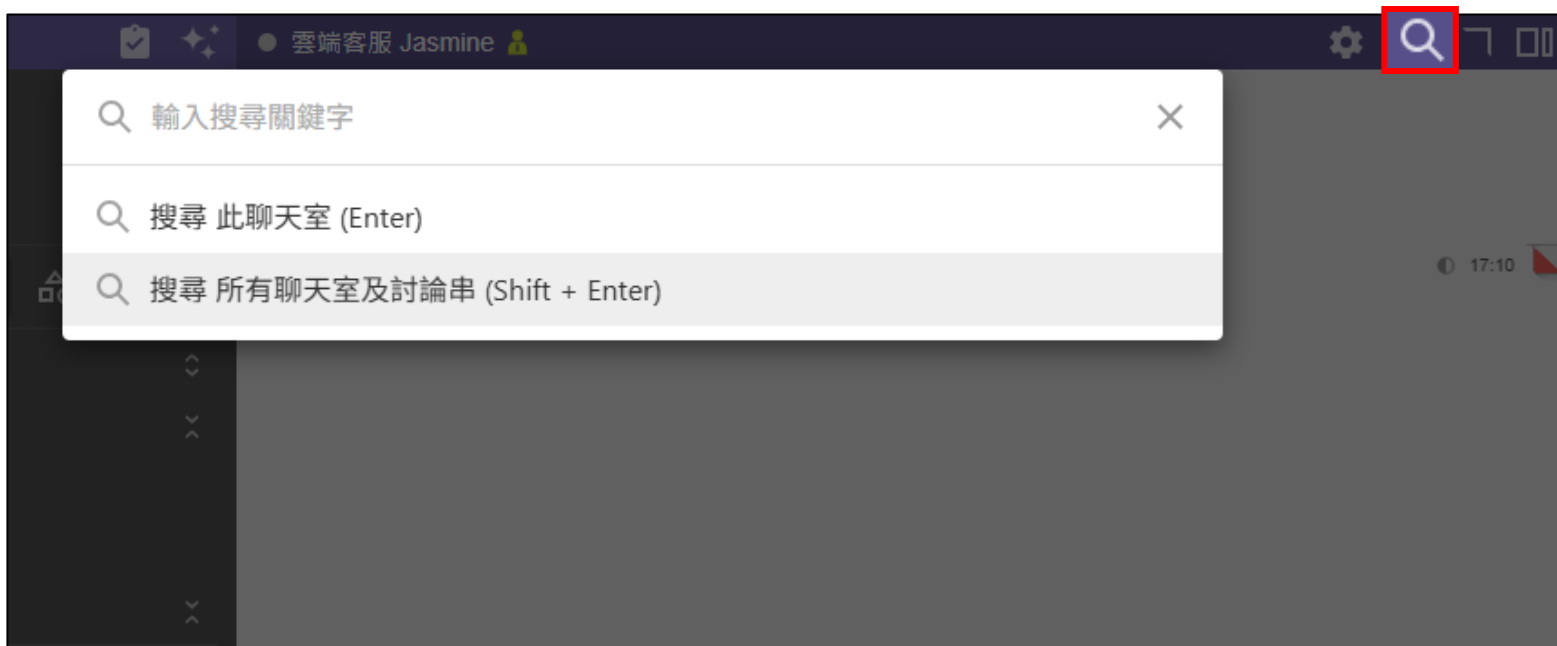 雲端客服 Jasmine
輸入搜尋關鍵字
搜尋 此聊天室 (Enter)
搜尋 所有聊天室及討論串 (Shift + Enter)
17:10